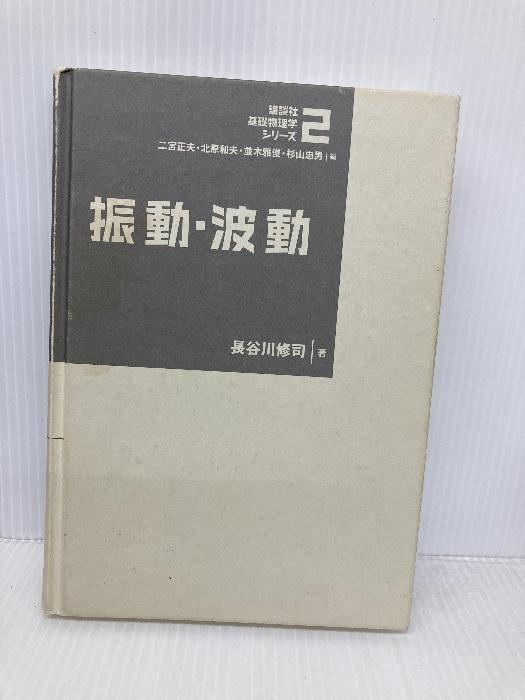 講談社
基礎物理学
シリーズ
2
二宮正夫・北原和夫・並木雅俊・杉山忠男|編
振動・波動
長谷川修司|著